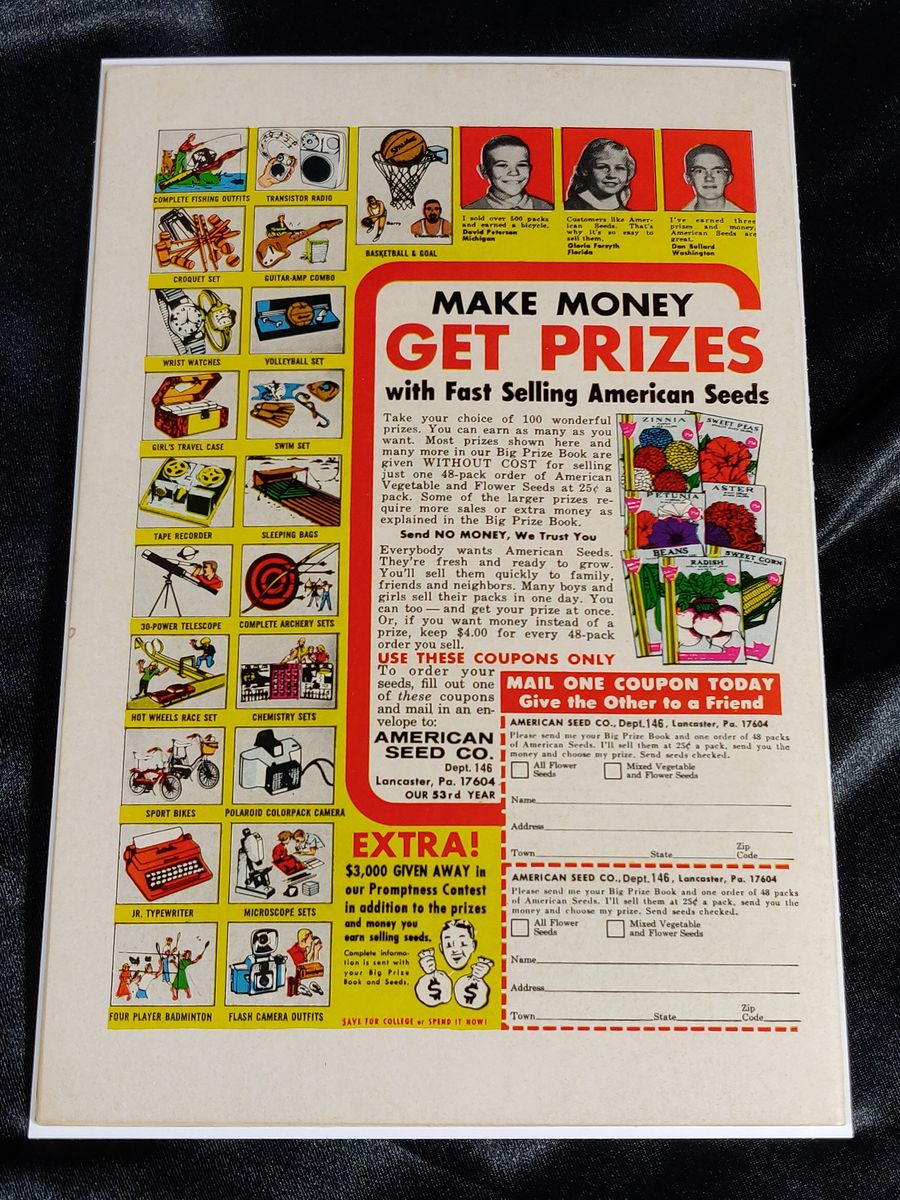 COMPLETE FISHING OUTFITS
TRANSISTOR RADIO
CROQUET SET
GUITAR-AMP COMBO
WRIST WATCHES
VOLLEYBALL SET
GIRL'S TRAVEL CASE
SWIM SET
TAPE RECORDER
SLEEPING BAGS
30-POWER TELESCOPE
COMPLETE ARCHERY SETS
HOT WHEELS RACE SET
CHEMISTRY SETS
SPORT BIKES
POLAROID COLORPACK CAMERA
JR. TYPEWRITER
MICROSCOPE SETS
FOUR PLAYER BADMINTON
FLASH CAMERA OUTFITS
Spalding
Barry
BASKETBALL & GOAL
I sold over 500 packs
and earned a bicycle.
David Peterson
Michigan
Customers like Amer-
ican Seeds. That's
why it's so easy to
sell them.
Gloria Forsyth
Florida
I've earned three
prizes and money.
American Seeds are
great.
Dan Bullard
Washington
MAKE MONEY
GET PRIZES
with Fast Selling American Seeds
Take your choice of 100 wonderful
prizes. You can earn as many as you
want. Most prizes shown here and
many more in our Big Prize Book are
given WITHOUT COST for selling
just one 48-pack order of American
Vegetable and Flower Seeds at 25¢ a
pack. Some of the larger prizes re-
quire more sales or extra money as
explained in the Big Prize Book.
Send NO MONEY, We Trust You
Everybody wants American Seeds.
They're fresh and ready to grow.
You'll sell them quickly to family,
friends and neighbors. Many boys and
girls sell their packs in one day. You
can too — and get your prize at once.
Or, if you want money instead of a
prize, keep $4.00 for every 48-pack
order you sell.
USE THESE COUPONS ONLY
To order your
seeds, fill out one
of these coupons
and mail in an en-
velope to:
AMERICAN
SEED CO.
Dept. 146
Lancaster, Pa. 17604
OUR 53rd YEAR
ZINNIA
SWEET PEAS
PETUNIA
ASTER
BEANS
RADISH
SWEET CORN
EXTRA!
$3,000 GIVEN AWAY in
our Promptness Contest
in addition to the prizes
and money you
earn selling seeds.
Complete informa-
tion is sent with
your Big Prize
Book and Seeds.
$ $
SAVE FOR COLLEGE or SPEND IT NOW!
MAIL ONE COUPON TODAY
Give the Other to a Friend
AMERICAN SEED CO., Dept. 146, Lancaster, Pa. 17604
Please send me your Big Prize Book and one order of 48 packs
of American Seeds. I'll sell them at 25¢ a pack, send you the
money and choose my prize. Send seeds checked.
All Flower
Seeds
Mixed Vegetable
and Flower Seeds
Name
Address
Town State Zip Code
AMERICAN SEED CO., Dept. 146, Lancaster, Pa. 17604
Please send me your Big Prize Book and one order of 48 packs
of American Seeds. I'll sell them at 25¢ a pack, send you the
money and choose my prize. Send seeds checked.
All Flower
Seeds
Mixed Vegetable
and Flower Seeds
Name
Address
Town State Zip Code